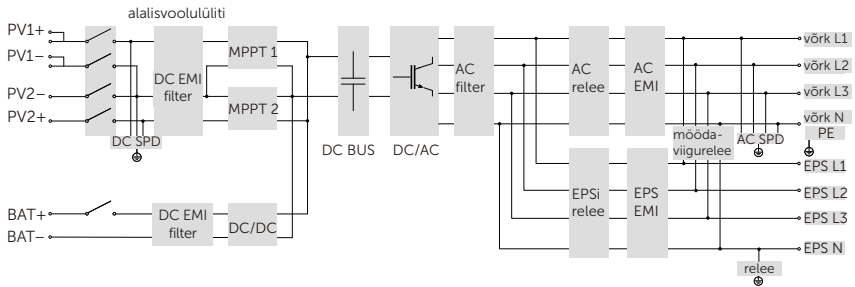 alalisvoolulüliti
PV1+
PV1−
PV2-
PV2+
DC EMI
filter
MPPT 1
MPPT 2
DC SPD
DC BUS
DC/AC
AC
filter
AC
relee
AC
EMI
võrk L1
võrk L2
võrk L3
võrk N
PE
mööda-
viigurelee
AC SPD
EPS L1
EPS L2
EPS L3
EPS N
EPSi
relee
EPS
EMI
relee
BAT+
BAT−
DC EMI
filter
DC/DC